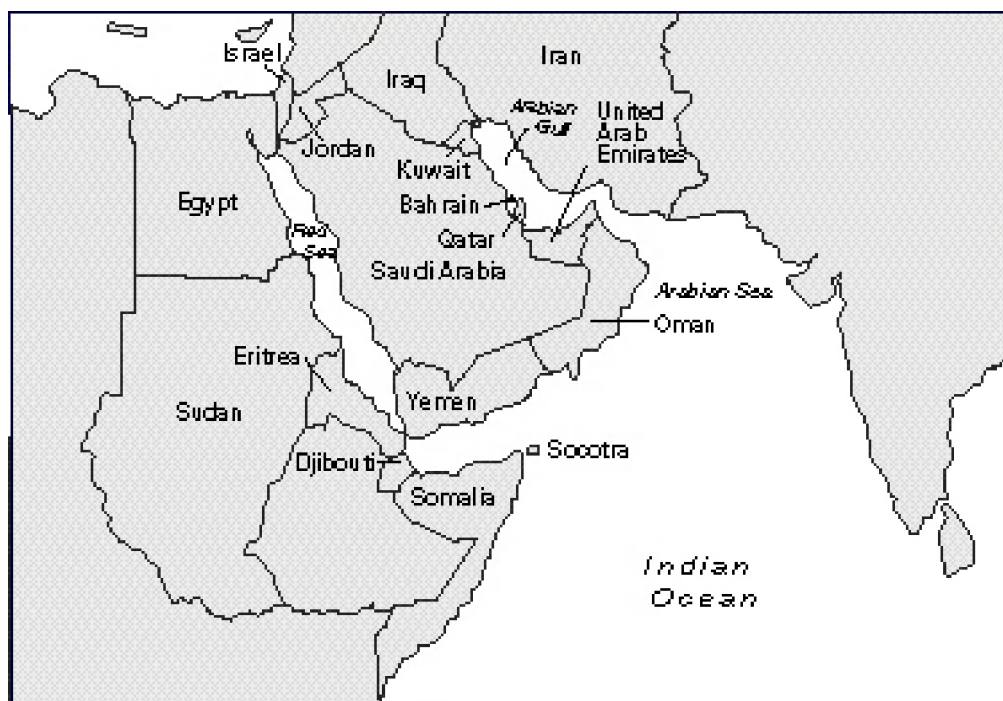 Israel
Iraq
Iran
Arabian
Gulf
United
Arab
Emirates
Jordan
Kuwait
Egypt
Bahrain
Qatar
Red
Sea
Saudi Arabia
Arabian Sea
Oman
Eritrea
Yemen
Sudan
Djibouti
Socotra
Somalia
Indian
Ocean